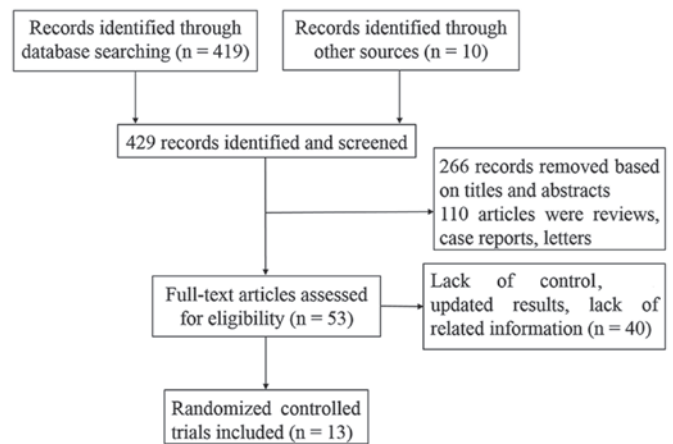 Records identified through
database searching (n = 419)
Records identified through
other sources (n = 10)
429 records identified and screened
266 records removed based
on titles and abstracts
110 articles were reviews,
case reports, letters
Full-text articles assessed
for eligibility (n = 53)
Lack of control,
updated results, lack of
related information (n = 40)
Randomized controlled
trials included (n = 13)